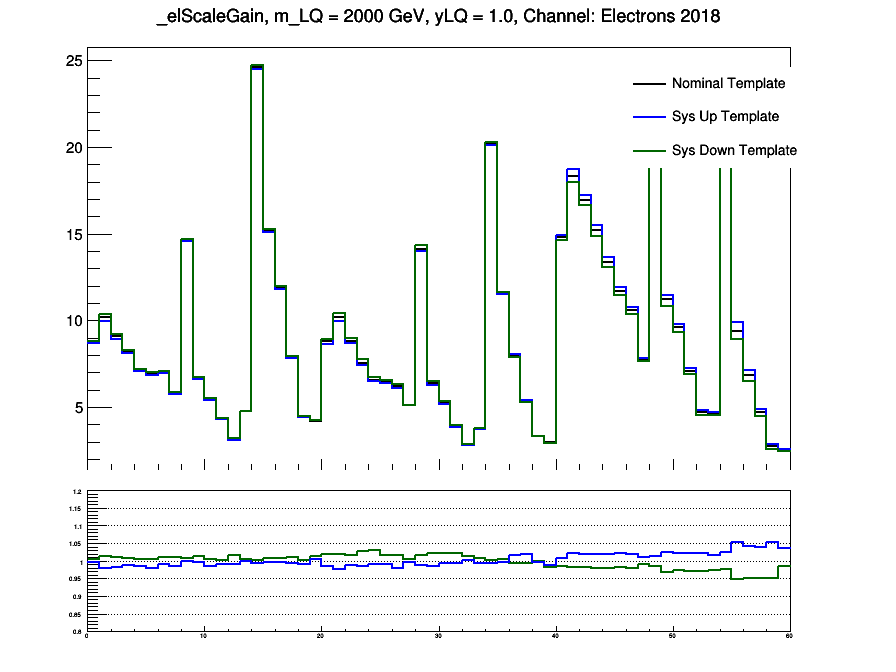 _elScaleGain, m_LQ = 2000 GeV, yLQ = 1.0, Channel: Electrons 2018
25
20
15
10
5
Nominal Template
Sys Up Template
Sys Down Template
1.2
1.15
1.1
1.05
1
0.95
0.9
0.85
0.8
0 10 20 30 40 50 60